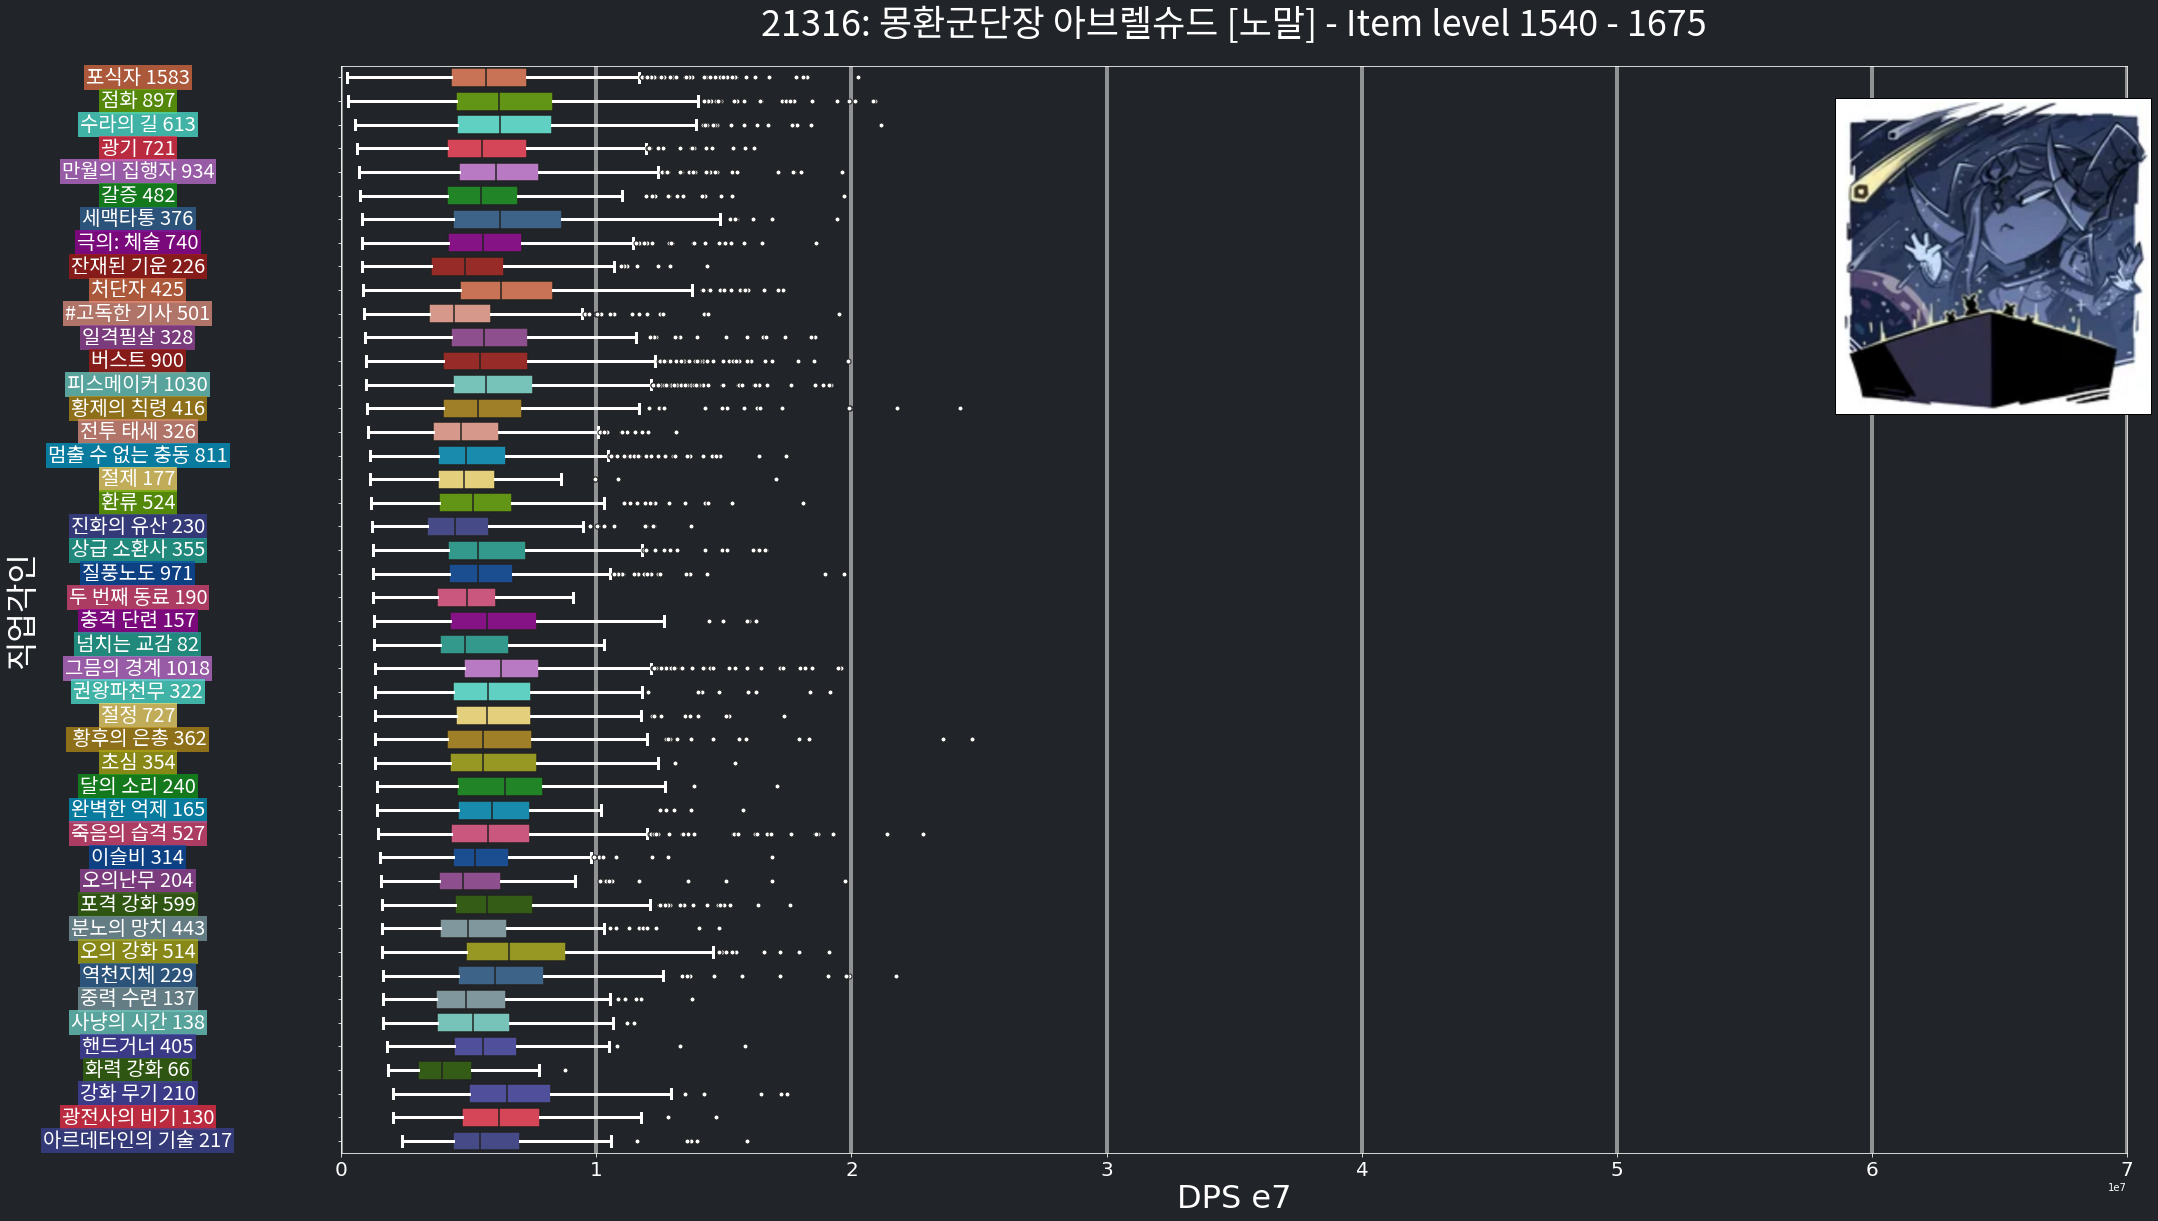 21316: 몽환군단장 아브렐슈드 [노말] - Item level 1540 - 1675
포식자 1583
점화 897
수라의 길 613
광기 721
만월의 집행자 934
갈증 482
세맥타통 376
극의: 체술 740
잔재된 기운 226
처단자 425
#고독한 기사 501
일격필살 328
버스트 900
피스메이커 1030
황제의 칙령 416
전투 태세 326
멈출 수 없는 충동 811
절제 177
환류 524
진화의 유산 230
상급 소환사 355
질풍노도 971
두 번째 동료 190
충격 단련 157
넘치는 교감 82
그믐의 경계 1018
권왕파천무 322
절정 727
황후의 은총 362
초심 354
달의 소리 240
완벽한 억제 165
죽음의 습격 527
이슬비 314
오의난무 204
포격 강화 599
분노의 망치 443
오의 강화 514
역천지체 229
중력 수련 137
사냥의 시간 138
핸드거너 405
화력 강화 66
강화 무기 210
광전사의 비기 130
아르데타인의 기술 217
직업각인
0 1 2 3 4 5 6 7
1e7
DPS e7